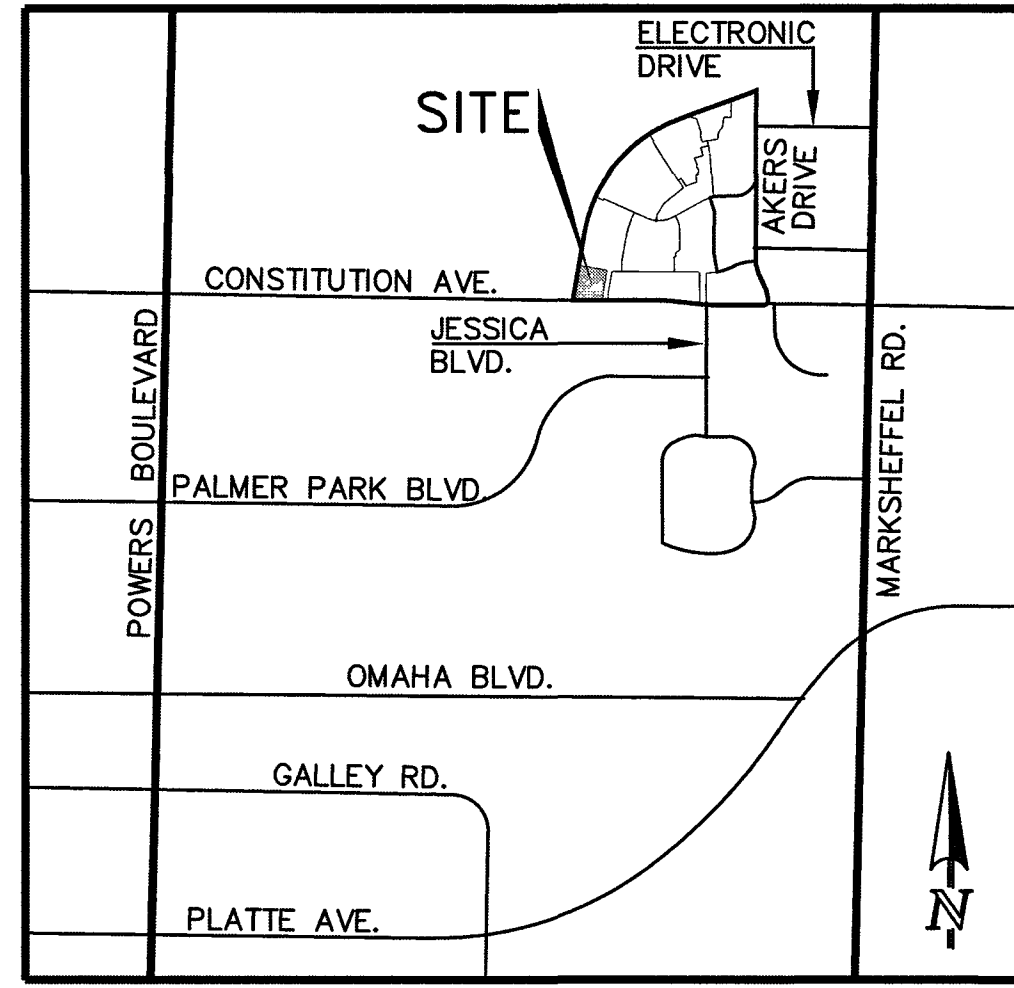 ELECTRONIC
DRIVE
SITE
AKERS
DRIVE
CONSTITUTION AVE.
JESSICA
BLVD.
POWERS BOULEVARD
MARKSHEFFEL RD.
PALMER PARK BLVD.
OMAHA BLVD.
GALLEY RD.
PLATTE AVE.
N